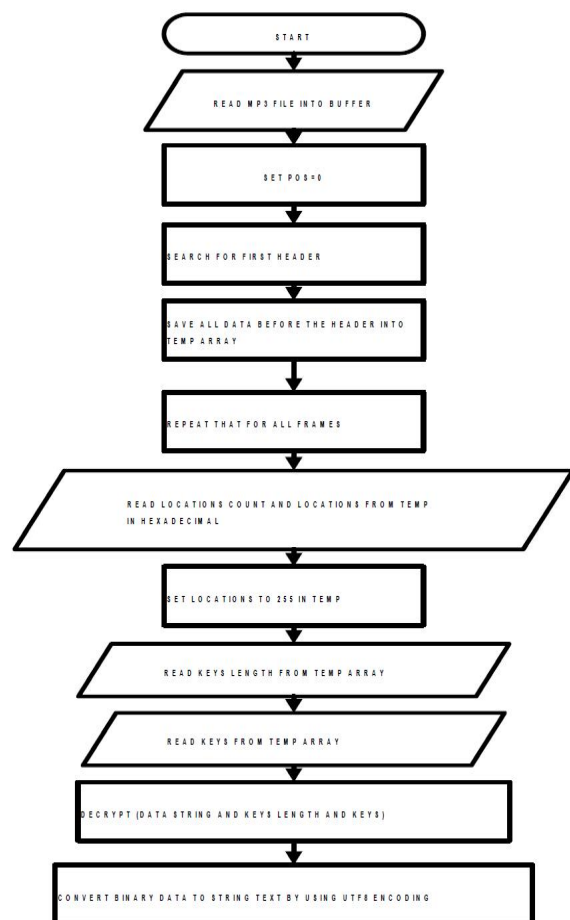 START
READ MP3 FILE INTO BUFFER
SET POS=0
SEARCH FOR FIRST HEADER
SAVE ALL DATA BEFORE THE HEADER INTO
TEMP ARRAY
REPEAT THAT FOR ALL FRAMES
READ LOCATIONS COUNT AND LOCATIONS FROM TEMP
IN HEXADECIMAL
SET LOCATIONS TO 255 IN TEMP
READ KEYS LENGTH FROM TEMP ARRAY
READ KEYS FROM TEMP ARRAY
DECRYPT (DATA STRING AND KEYS LENGTH AND KEYS)
CONVERT BINARY DATA TO STRING TEXT BY USING UTF8 ENCODING